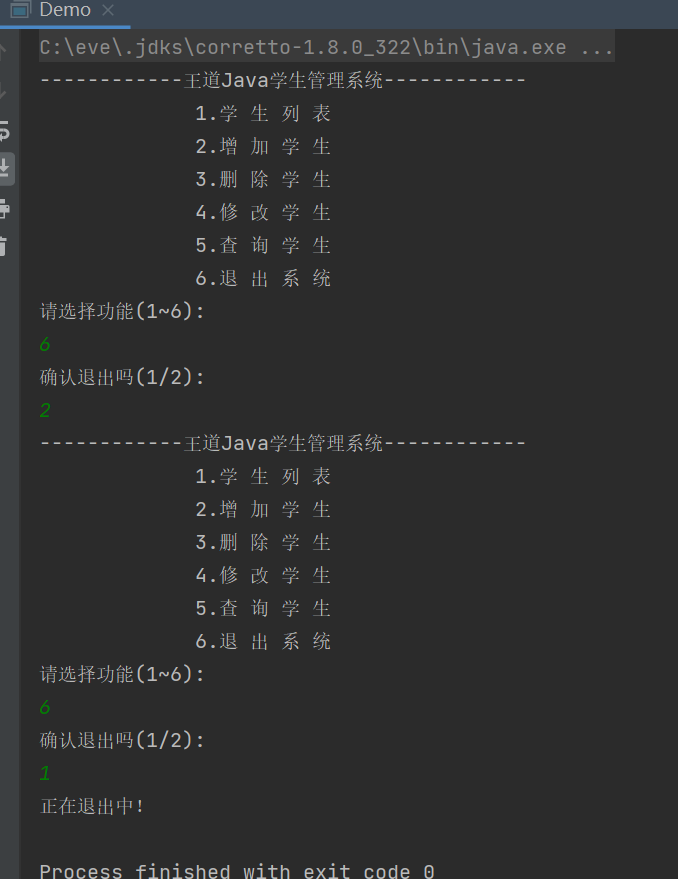 Demo
C:\eve\.jdks\corretto-1.8.0_322\bin\java.exe ...
------------王道Java学生管理系统------------
1.学 生 列 表
2.增 加 学 生
3.删 除 学 生
4.修 改 学 生
5.查 询 学 生
6.退 出 系 统
请选择功能(1~6):
6
确认退出吗(1/2):
2
------------王道Java学生管理系统------------
1.学 生 列 表
2.增 加 学 生
3.删 除 学 生
4.修 改 学 生
5.查 询 学 生
6.退 出 系 统
请选择功能(1~6):
6
确认退出吗(1/2):
1
正在退出中!
Process finished with exit code 0